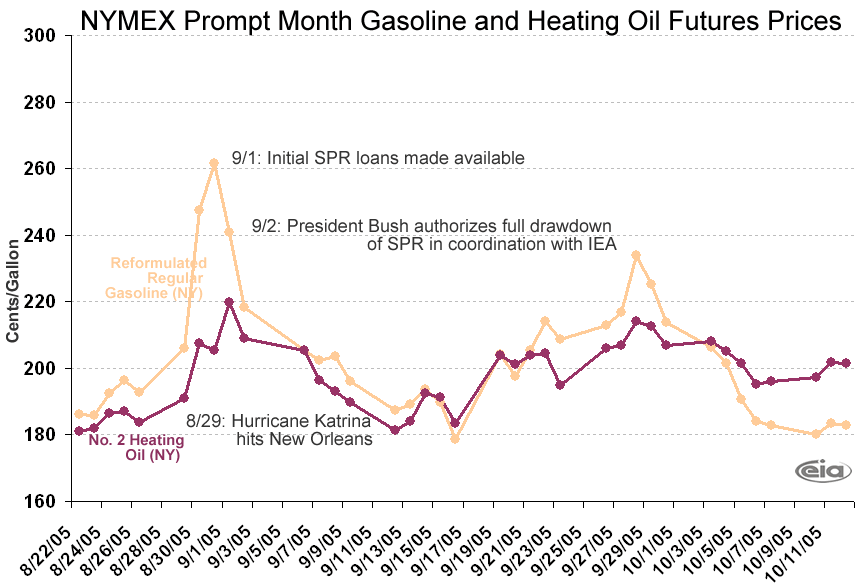 NYMEX Prompt Month Gasoline and Heating Oil Futures Prices
300
280
260
240
220
200
180
160
Cents/Gallon
9/1: Initial SPR loans made available
9/2: President Bush authorizes full drawdown
of SPR in coordination with IEA
Reformulated
Regular
Gasoline (NY)
8/29: Hurricane Katrina
hits New Orleans
No. 2 Heating
Oil (NY)
eia
8/22/05
8/24/05
8/26/05
8/28/05
8/30/05
9/1/05
9/3/05
9/5/05
9/7/05
9/9/05
9/11/05
9/13/05
9/15/05
9/17/05
9/19/05
9/21/05
9/23/05
9/25/05
9/27/05
9/29/05
10/1/05
10/3/05
10/5/05
10/7/05
10/9/05
10/11/05